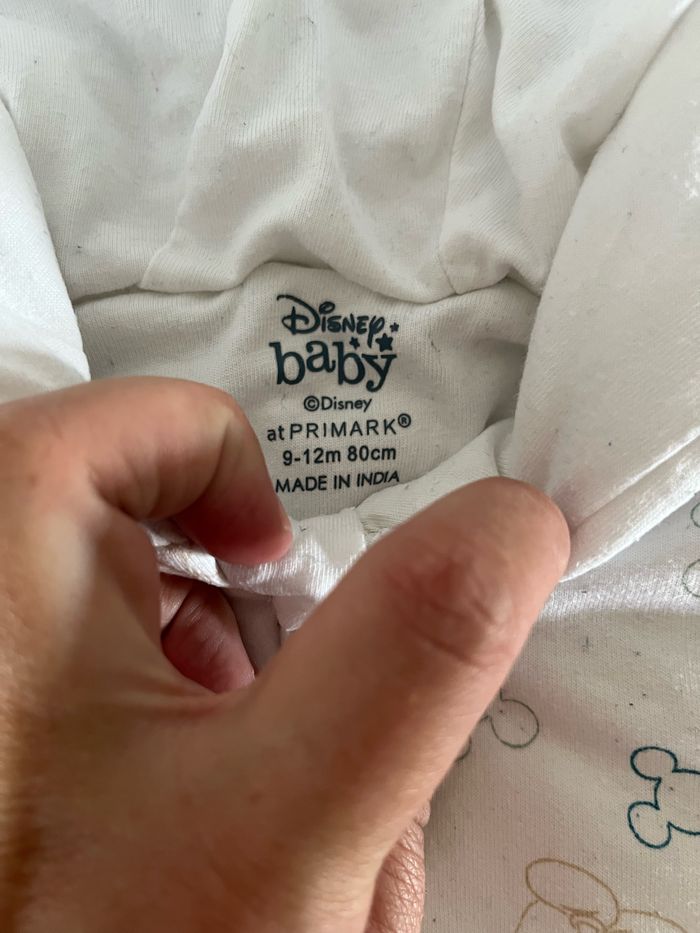 Disney
baby
©Disney
at PRIMARK®
9-12m 80cm
MADE IN INDIA